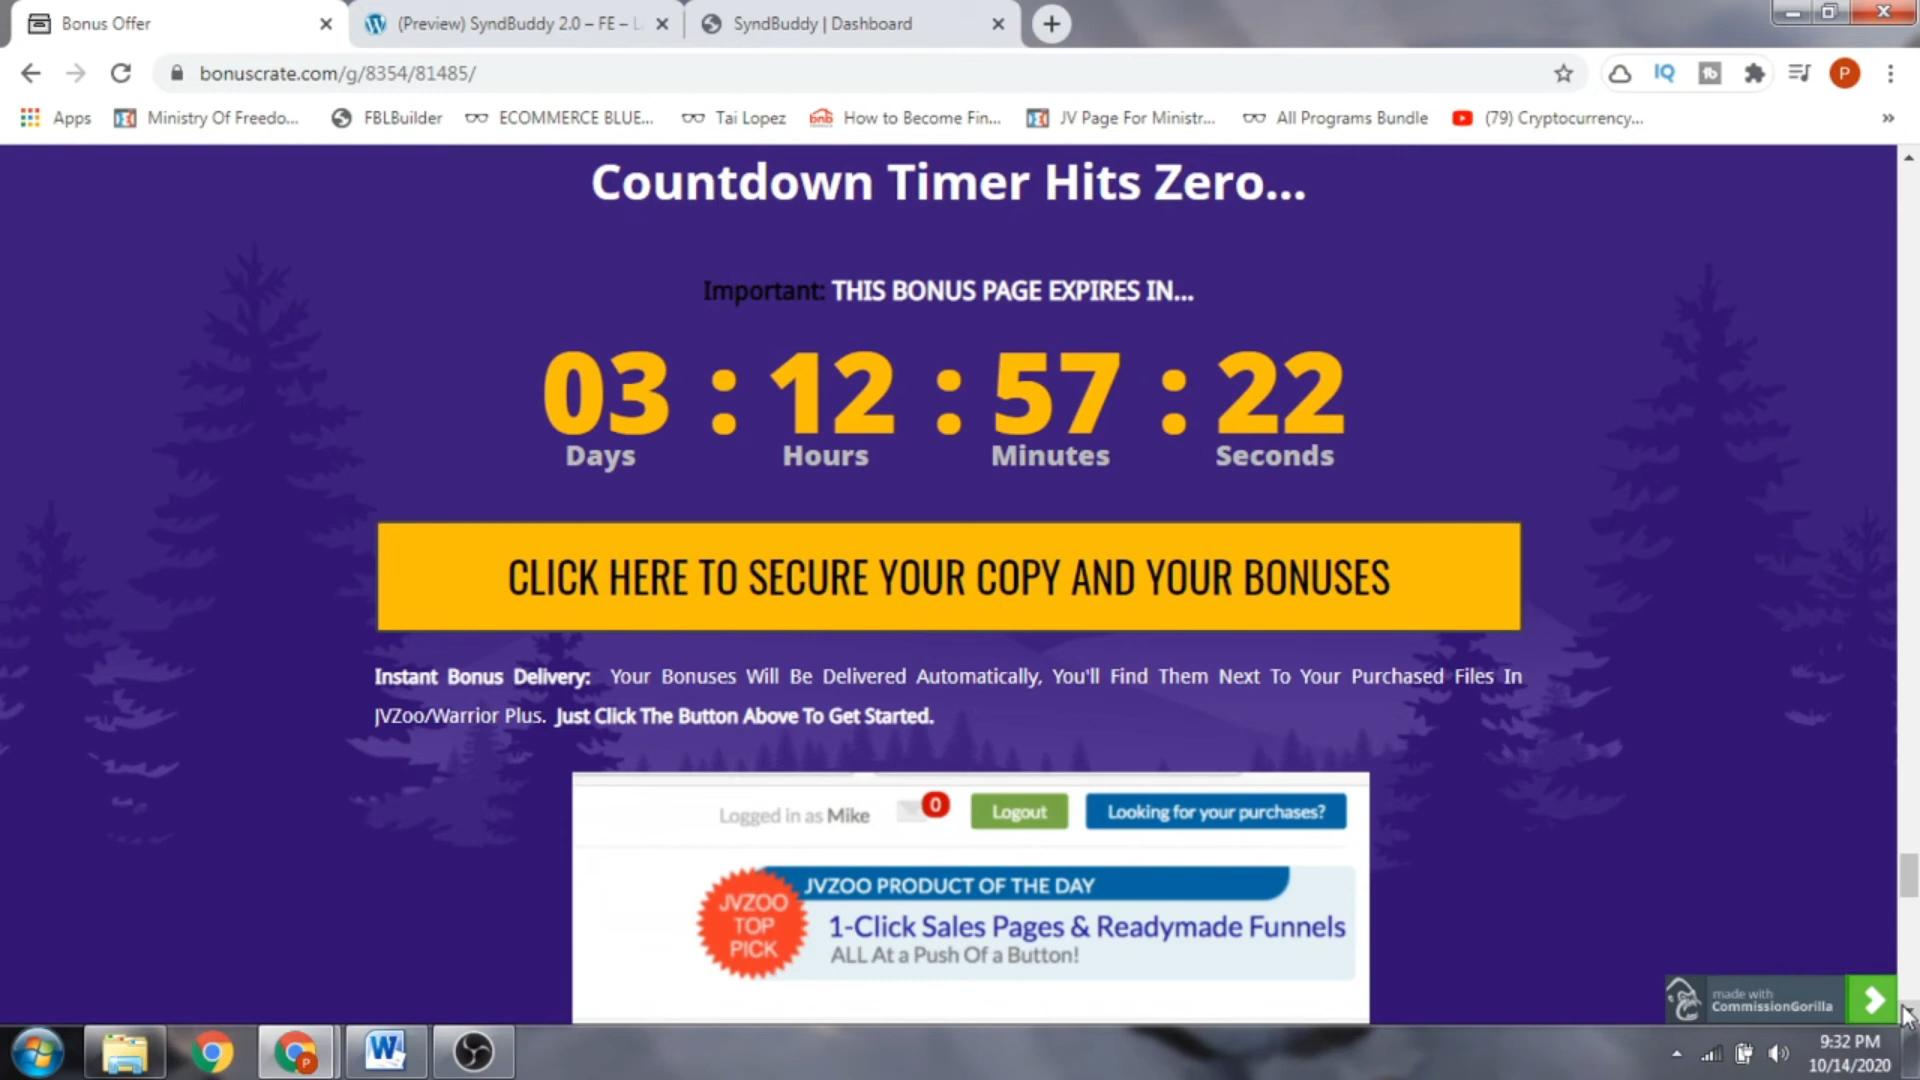 Bonus Offer
(Preview) SyndBuddy 2.0 – FE –
SyndBuddy | Dashboard
bonuscrate.com/g/8354/81485/
IQ
P
Apps
Ministry Of Freedo...
FBLBuilder
ECOMMERCE BLUE...
Tai Lopez
bnb
How to Become Fin...
JV Page For Ministr...
All Programs Bundle
(79) Cryptocurrency...
Countdown Timer Hits Zero...
Important: THIS BONUS PAGE EXPIRES IN...
03 : 12 : 57 : 22
Days Hours Minutes Seconds
CLICK HERE TO SECURE YOUR COPY AND YOUR BONUSES
Instant Bonus Delivery: Your Bonuses Will Be Delivered Automatically, You'll Find Them Next To Your Purchased Files In
JVZoo/Warrior Plus. Just Click The Button Above To Get Started.
Logged in as Mike
0
Logout
Looking for your purchases?
JVZOO PRODUCT OF THE DAY
JVZOO
TOP
PICK
1-Click Sales Pages & Readymade Funnels
ALL At a Push Of a Button!
made with
CommissionGorilla
9:32 PM
10/14/2020